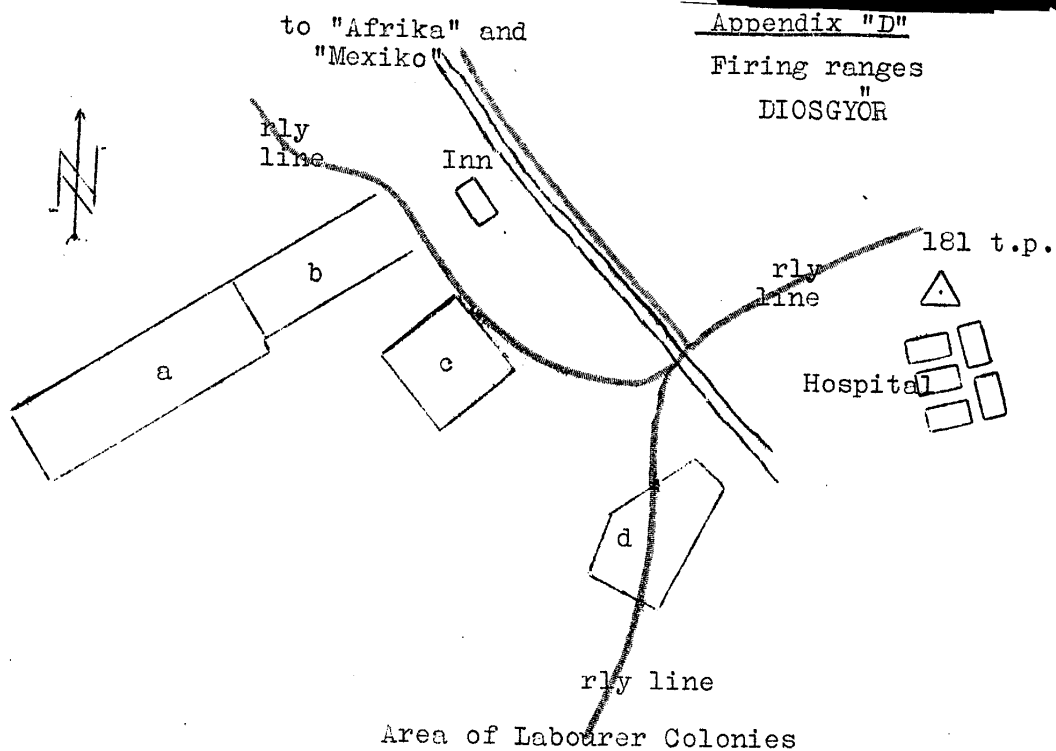 to "Afrika" and
"Mexiko"
Appendix "D"
Firing ranges
DIOSGYŐR
rly
line
Inn
N
b
rly
line
181 t.p.
a
c
Hospital
d
rly line
Area of Labourer Colonies